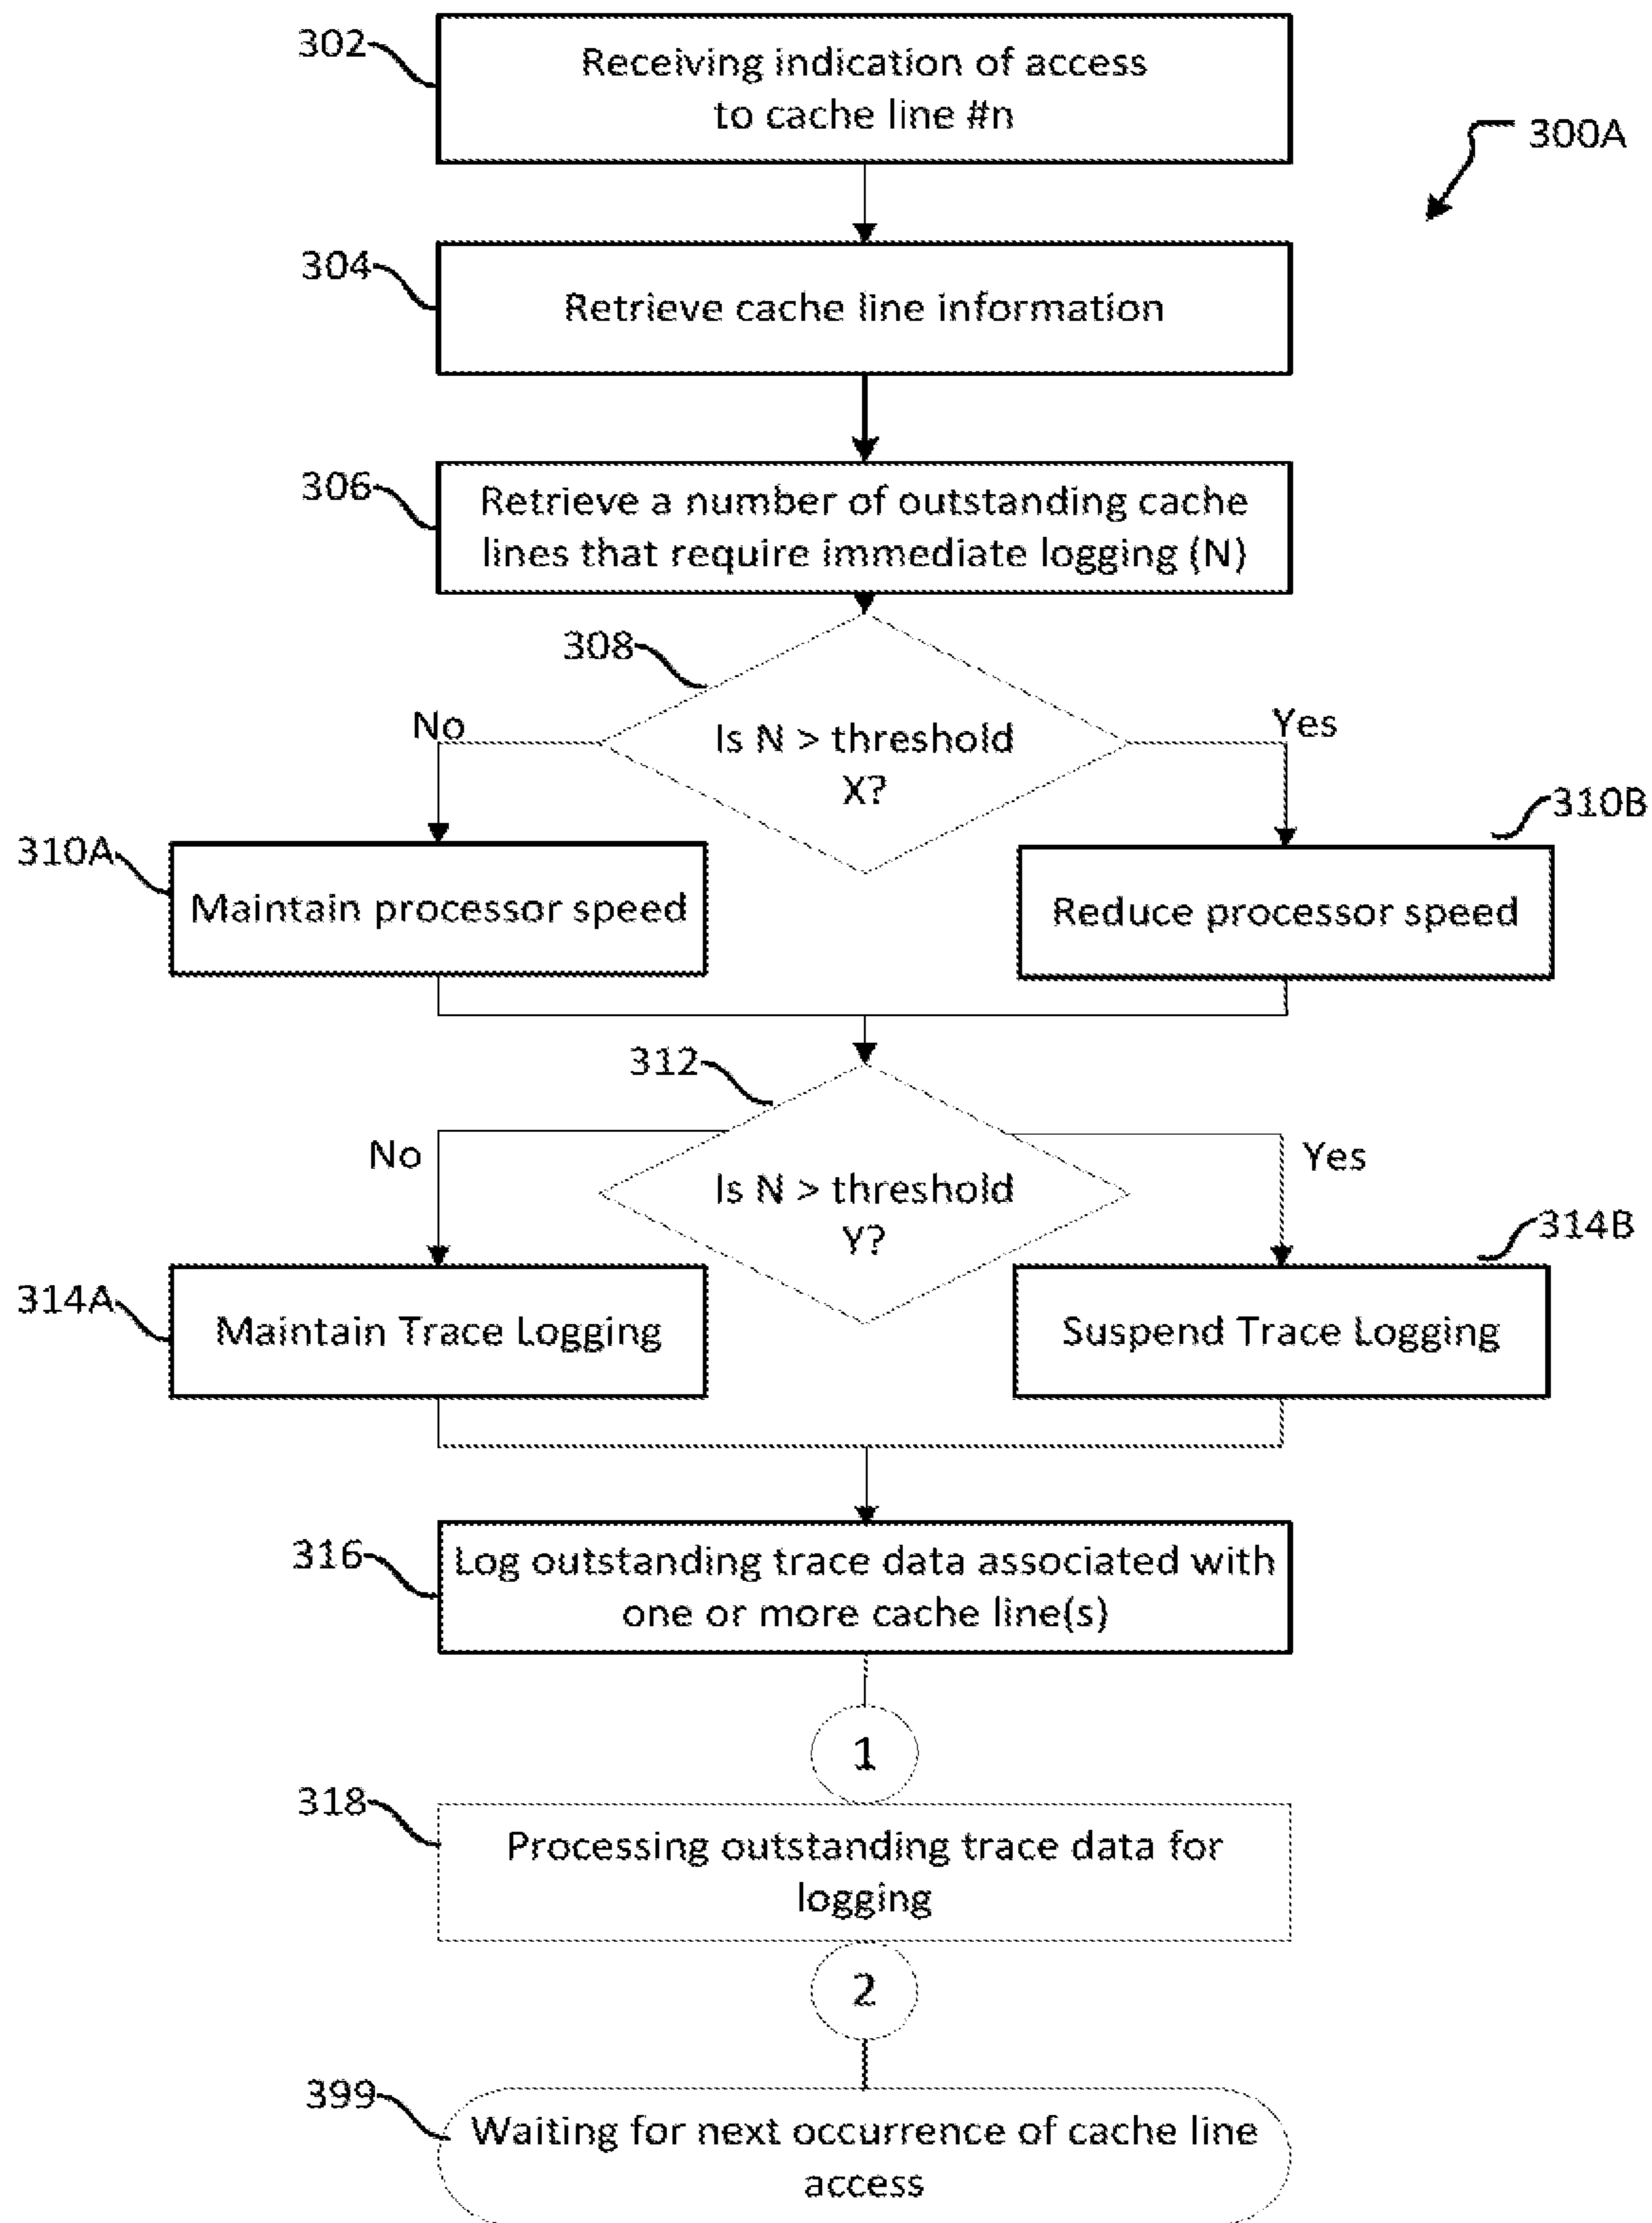 302
Receiving indication of access
to cache line #n
300A
304
Retrieve cache line information
306
Retrieve a number of outstanding cache
lines that require immediate logging (N)
308
No
Is N > threshold
X?
Yes
310A
Maintain processor speed
310B
Reduce processor speed
312
No
Is N > threshold
Y?
Yes
314A
Maintain Trace Logging
314B
Suspend Trace Logging
316
Log outstanding trace data associated with
one or more cache line(s)
1
318
Processing outstanding trace data for
logging
2
399
Waiting for next occurrence of cache line
access